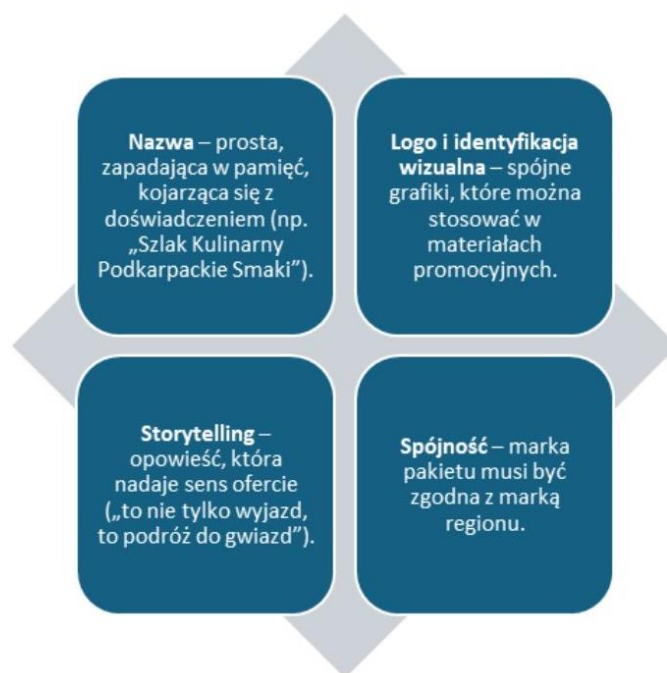 Nazwa – prosta,
zapadająca w pamięć,
kojarząca się z
doświadczeniem (np.
„Szlak Kulinarny
Podkarpackie Smaki”).
Logo i identyfikacja
wizualna – spójne
grafiki, które można
stosować w
materiałach
promocyjnych.
Storytelling –
opowieść, która
nadaje sens ofercie
(„to nie tylko wyjazd,
to podróż do gwiazd”).
Spójność – marka
pakietu musi być
zgodna z marką
regionu.